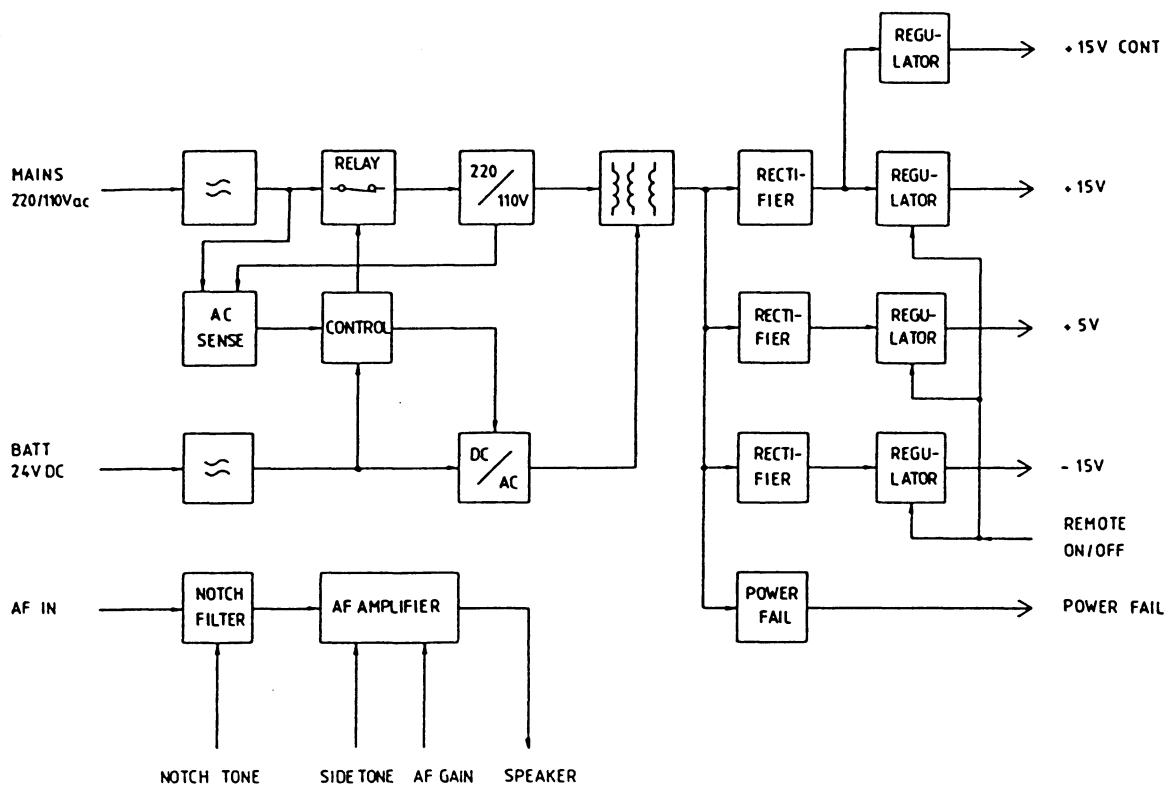 REGU-
LATOR
+15V CONT
MAINS
220/110Vac
RELAY
220
110V
RECTI-
FIER
REGU-
LATOR
+15V
AC
SENSE
CONTROL
RECTI-
FIER
REGU-
LATOR
+5V
BATT
24V DC
DC
AC
RECTI-
FIER
REGU-
LATOR
-15V
REMOTE
ON/OFF
AF IN
NOTCH
FILTER
AF AMPLIFIER
POWER
FAIL
POWER FAIL
NOTCH TONE
SIDETONE
AF GAIN
SPEAKER